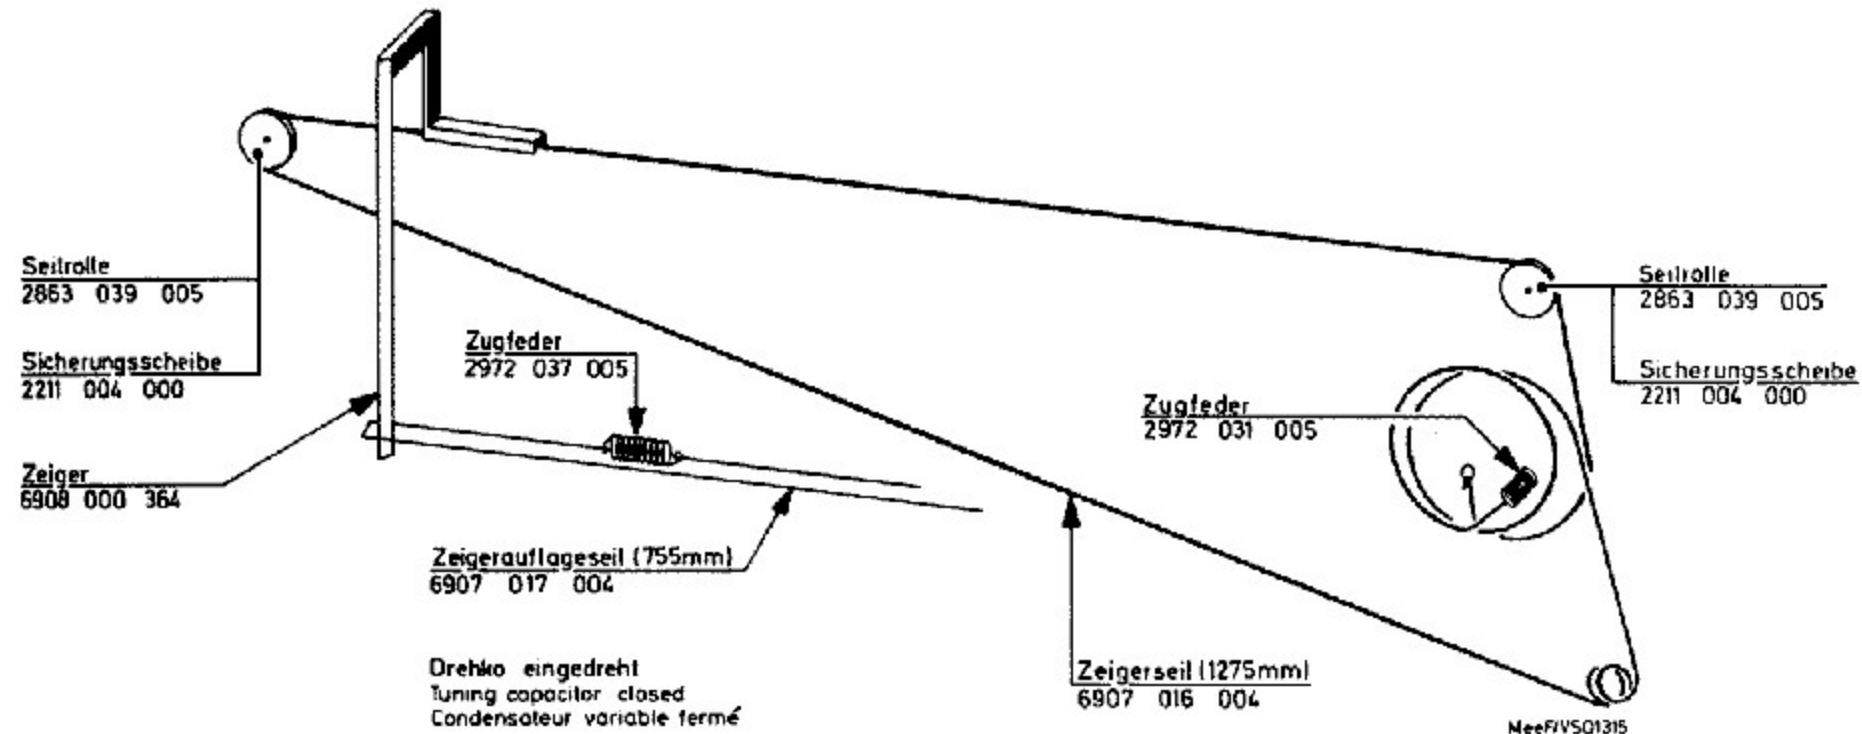 Seilrolle
2863 039 005
Sicherungsscheibe
2211 004 000
Zeiger
6908 000 364
Zugfeder
2972 037 005
Zeigerauflageseil (755mm)
6907 017 004
Drehko eingedreht
Tuning capacitor closed
Condensateur variable fermé
Zugfeder
2972 031 005
Zeigerseil (1275mm)
6907 016 004
Seilrolle
2863 039 005
Sicherungsscheibe
2211 004 000